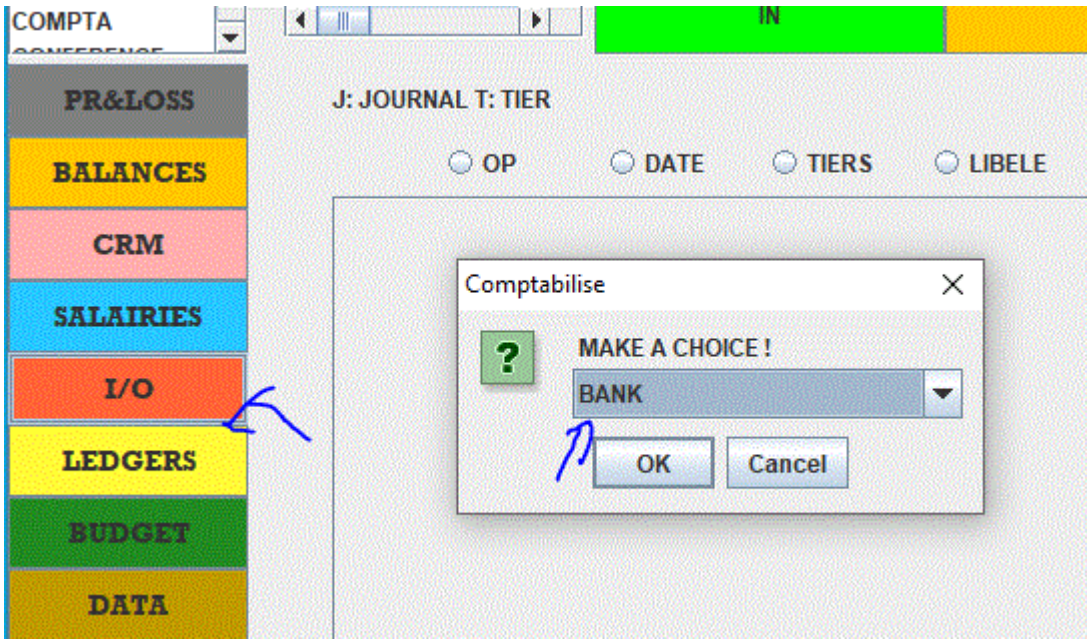 COMPTA
CONFERENCE
IN
PR&LOSS
BALANCES
CRM
SALAIRIES
I/O
LEDGERS
BUDGET
DATA
J: JOURNAL T: TIER
OP DATE TIERS LIBELE
Comptabilise
MAKE A CHOICE !
BANK
OK Cancel